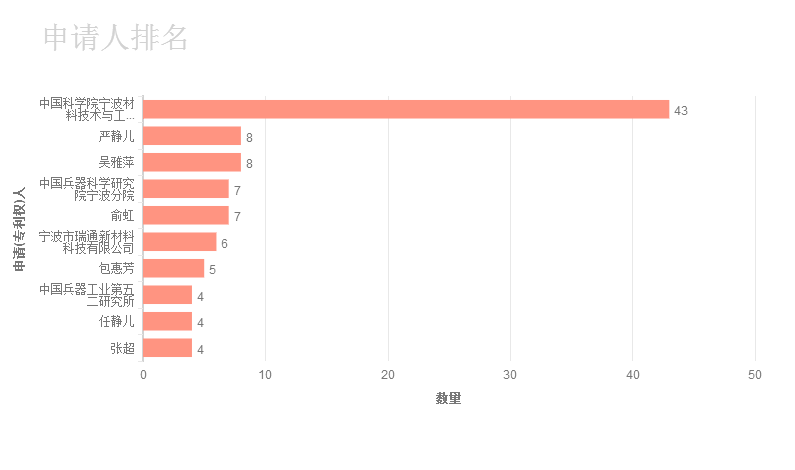 申请人排名
中国科学院宁波材
料技术与工...
43
严静儿
8
吴雅萍
8
中国兵器科学研究
院宁波分院
7
俞虹
7
宁波市瑞通新材料
科技有限公司
6
包惠芳
5
中国兵器工业第五
二研究所
4
任静儿
4
张超
4
申请(专利权)人
0 10 20 30 40 50
数量